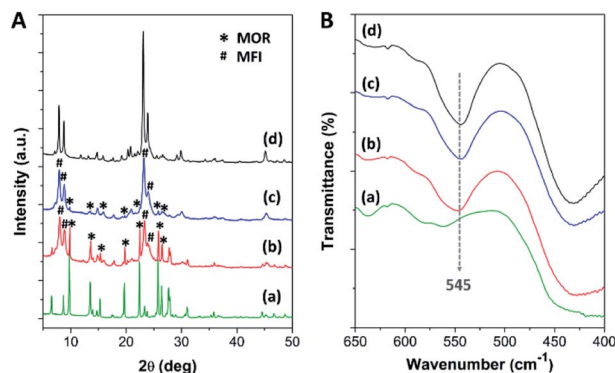 A
* MOR
# MFI
(d)
#
#
#
(c)
*
*
*
*
*
*
*
#
#
#
#
#
(b)
*
*
*
*
*
*
*
#
#
#
(a)
Intensity (a.u.)
5 10 20 30 40 50
2θ (deg)
B
(d)
(c)
(b)
(a)
545
Transmittance (%)
650 600 550 500 450 400
Wavenumber (cm⁻¹)